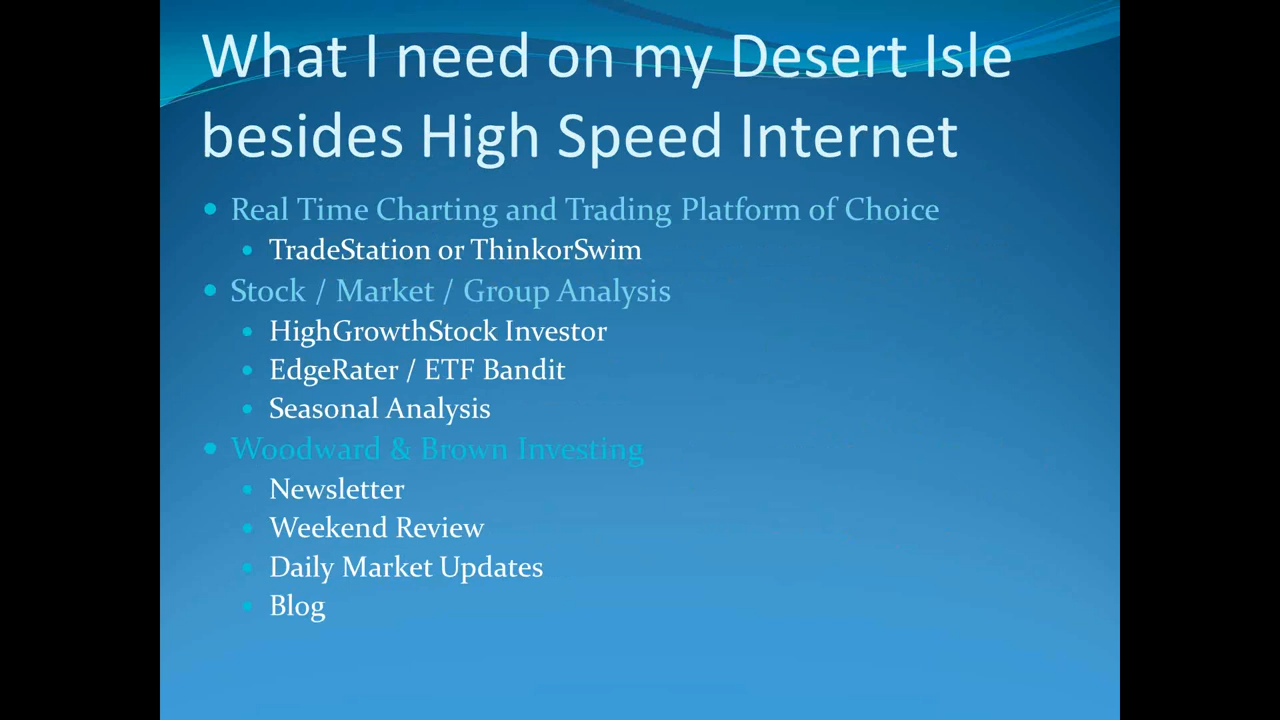 What I need on my Desert Isle
besides High Speed Internet
• Real Time Charting and Trading Platform of Choice
• TradeStation or ThinkorSwim
• Stock / Market / Group Analysis
• HighGrowthStock Investor
• EdgeRater / ETF Bandit
• Seasonal Analysis
• Woodward & Brown Investing
• Newsletter
• Weekend Review
• Daily Market Updates
• Blog